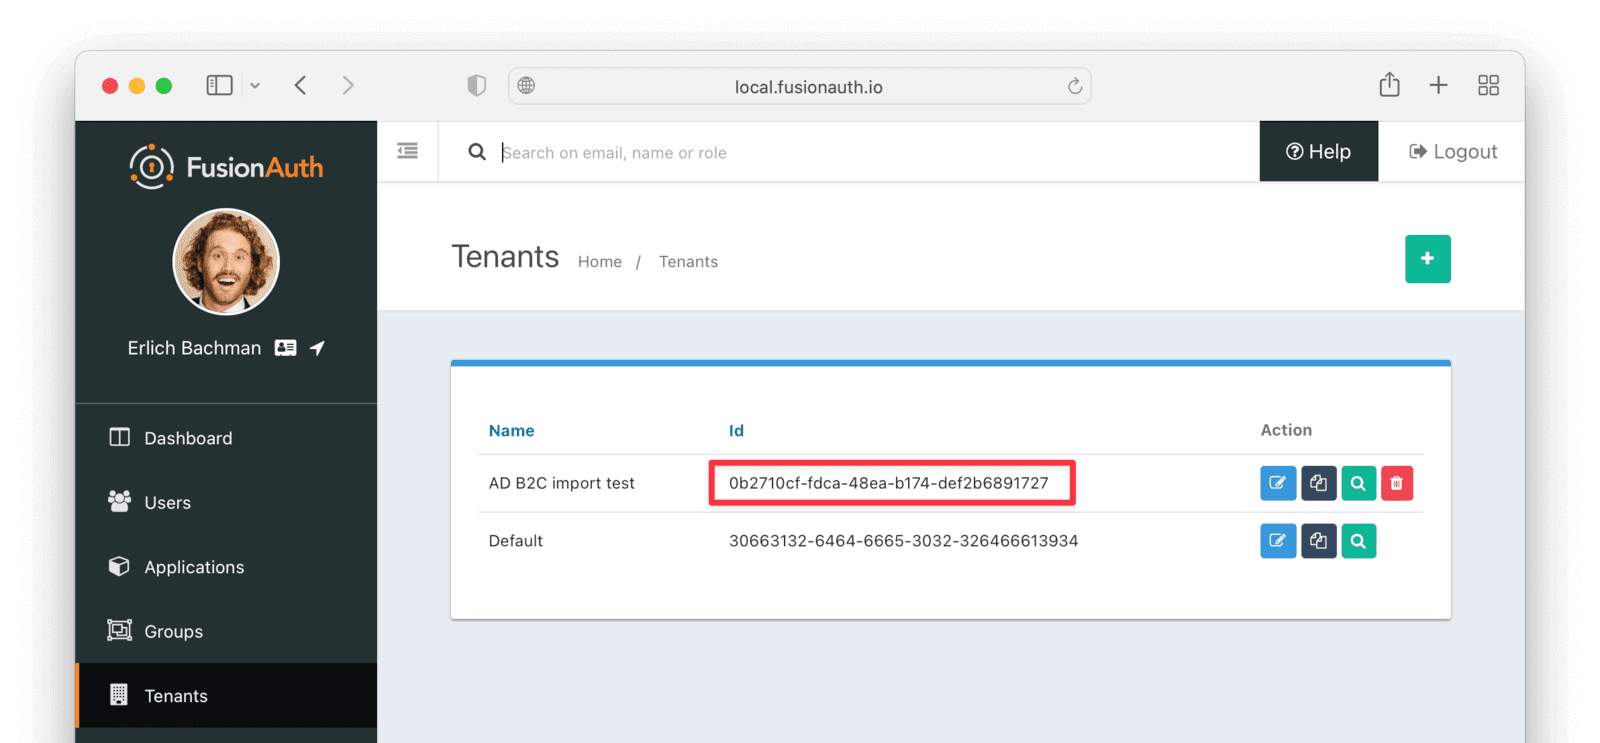 local.fusionauth.io
FusionAuth
Search on email, name or role
Help
Logout
Tenants
Home / Tenants
Erlich Bachman
Name Id Action
AD B2C import test 0b2710cf-fdca-48ea-b174-def2b6891727
Default 30663132-6464-6665-3032-326466613934
Dashboard
Users
Applications
Groups
Tenants